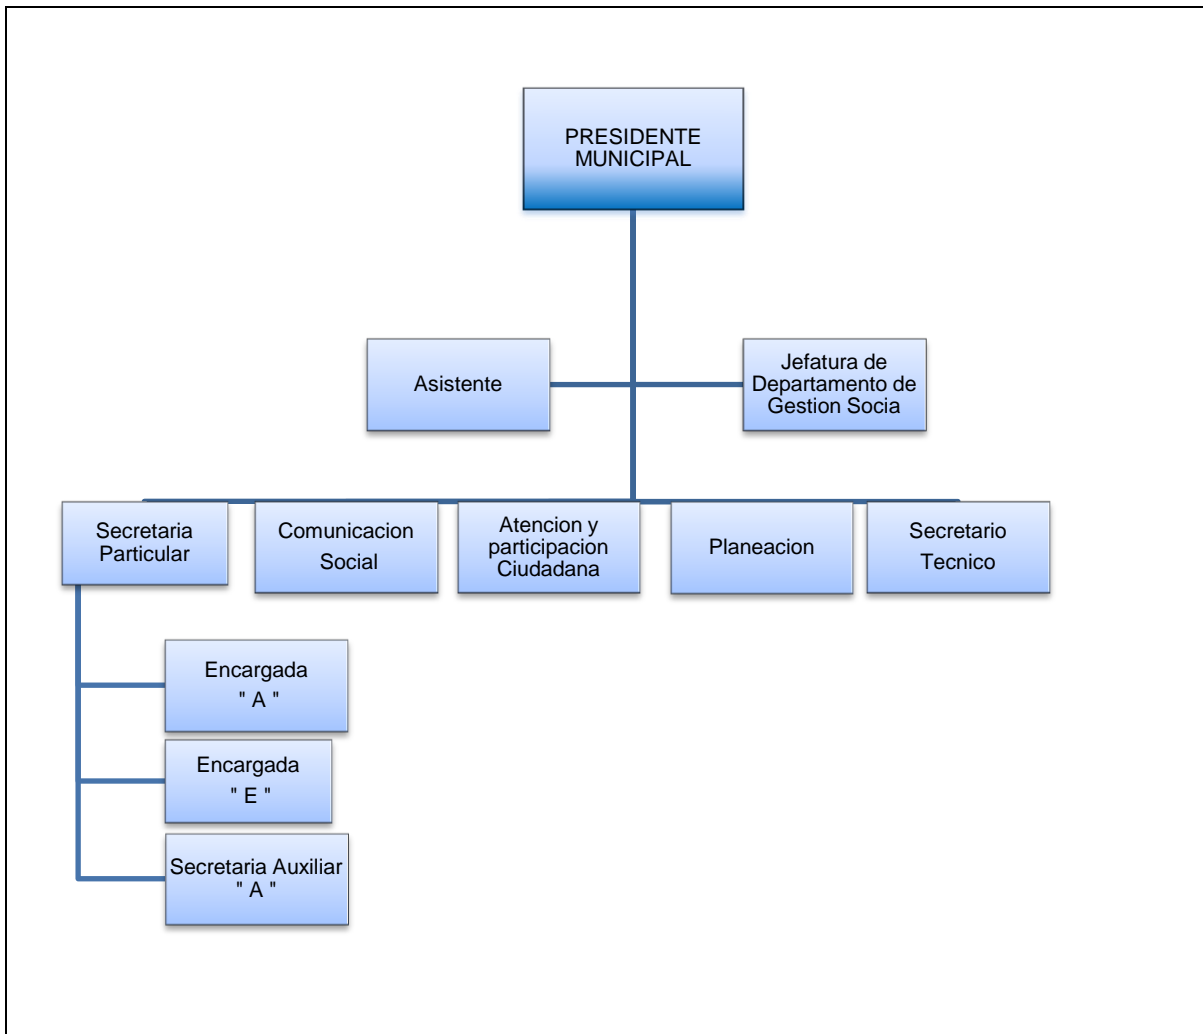 PRESIDENTE
MUNICIPAL
Asistente
Jefatura de
Departamento de
Gestion Socia
Secretaria
Particular
Comunicacion
Social
Atencion y
participacion
Ciudadana
Planeacion
Secretario
Tecnico
Encargada
" A "
Encargada
" E "
Secretaria Auxiliar
" A "